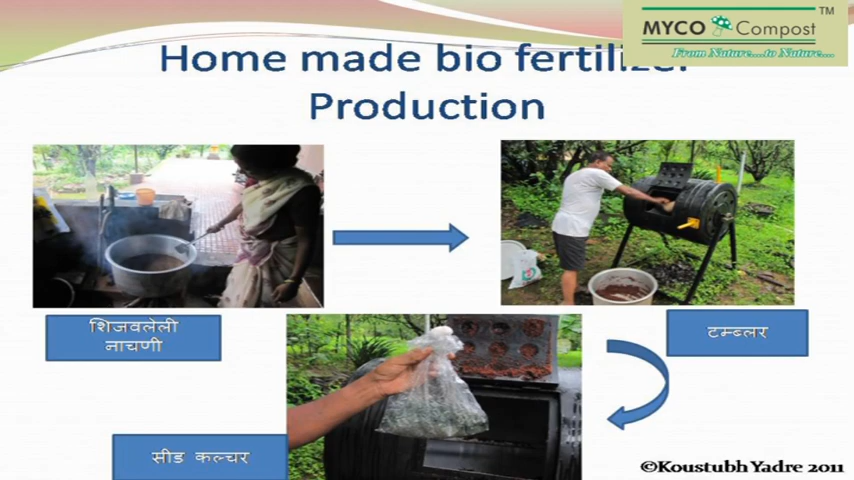 MYCO Compost TM
From Nature....to Nature....
Home made bio fertilizer
Production
शिजवलेली
नाचणी
टम्ब्लर
सीड कल्चर
©Koustubh Yadre 2011